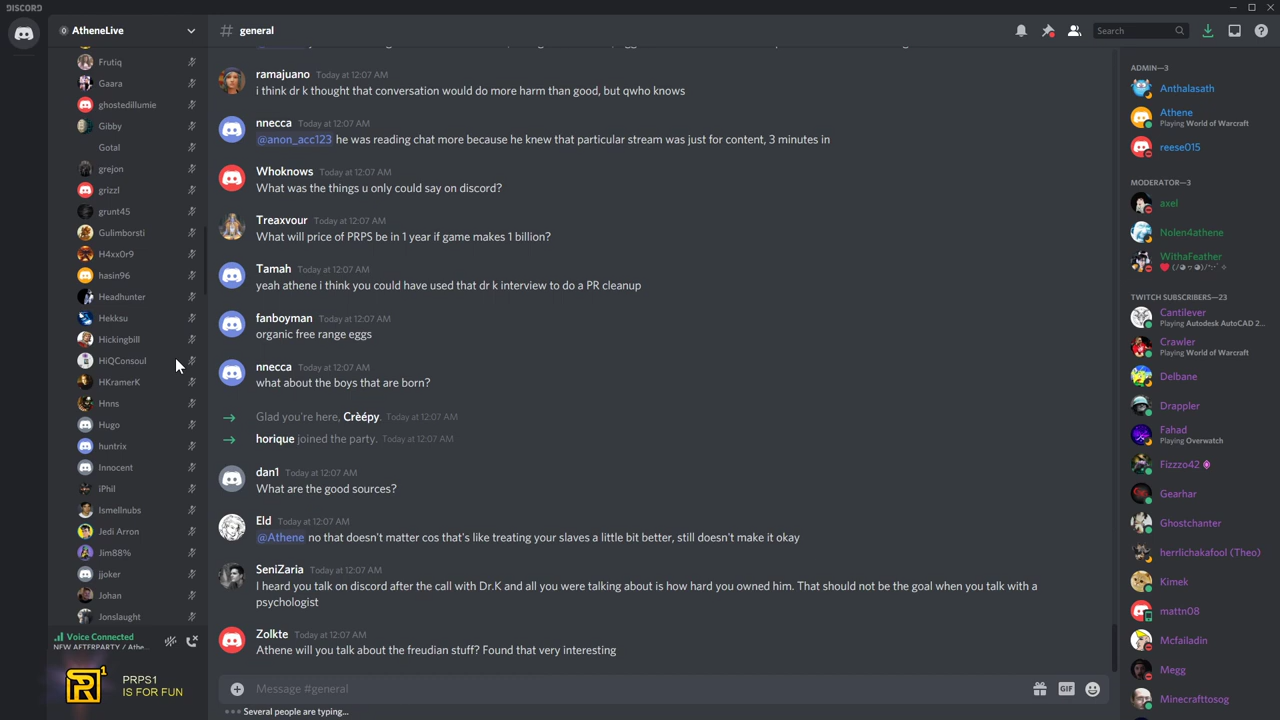 DISCORD
AtheneLive
Frutiq
Gaara
ghostedillumie
Gibby
Gotal
grejon
grizzl
grunt45
Gulimborsti
H4xx0r9
hasin96
Headhunter
Hekksu
Hickingbill
HiQConsoul
HKramerK
Hnns
Hugo
huntrix
Innocent
iPhil
Ismellnubs
Jedi Arron
Jim88%
jjoker
Johan
Jonslaught
Voice Connected
NEW AFTERPARTY / Athe...
PRPS1
IS FOR FUN
# general
Search
ramajuano Today at 12:07 AM
i think dr k thought that conversation would do more harm than good, but qwho knows
nnecca Today at 12:07 AM
@anon_acc123 he was reading chat more because he knew that particular stream was just for content, 3 minutes in
Whoknows Today at 12:07 AM
What was the things u only could say on discord?
Treaxvour Today at 12:07 AM
What will price of PRPS be in 1 year if game makes 1 billion?
Tamah Today at 12:07 AM
yeah athene i think you could have used that dr k interview to do a PR cleanup
fanboyman Today at 12:07 AM
organic free range eggs
nnecca Today at 12:07 AM
what about the boys that are born?
Glad you're here, Crèépy. Today at 12:07 AM
horique joined the party. Today at 12:07 AM
dan1 Today at 12:07 AM
What are the good sources?
Eld Today at 12:07 AM
@Athene no that doesn't matter cos that's like treating your slaves a little bit better, still doesn't make it okay
SeniZaria Today at 12:07 AM
I heard you talk on discord after the call with Dr.K and all you were talking about is how hard you owned him. That should not be the goal when you talk with a
psychologist
Zolkte Today at 12:07 AM
Athene will you talk about the freudian stuff? Found that very interesting
Message #general
GIF
Several people are typing...
ADMIN—3
Anthalasath
Athene
Playing World of Warcraft
reese015
MODERATOR—3
axel
Nolen4athene
WithaFeather
TWITCH SUBSCRIBERS—23
Cantilever
Playing Autodesk AutoCAD 2...
Crawler
Playing World of Warcraft
Delbane
Drappler
Fahad
Playing Overwatch
Fizzzo42
Gearhar
Ghostchanter
herrlichakafool (Theo)
Kimek
mattn08
Mcfailadin
Megg
Minecrafttosog